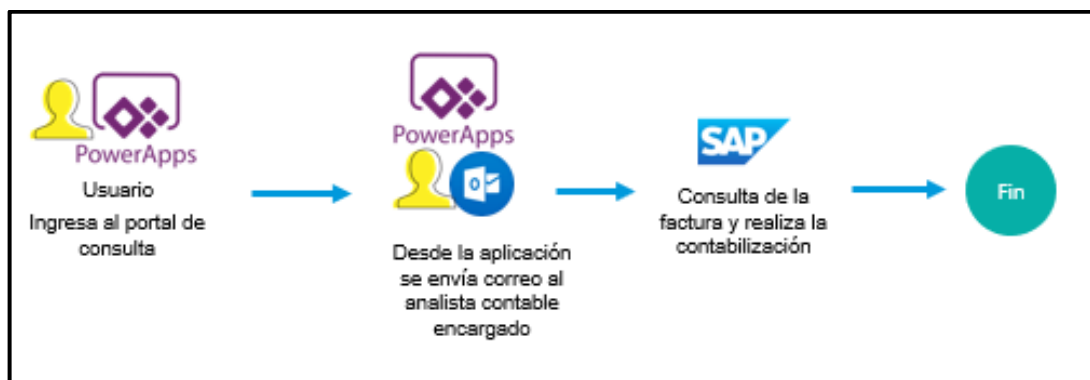 PowerApps
Usuario
Ingresa al portal de
consulta
PowerApps
Desde la aplicación
se envía correo al
analista contable
encargado
SAP
Consulta de la
factura y realiza la
contabilización
Fin